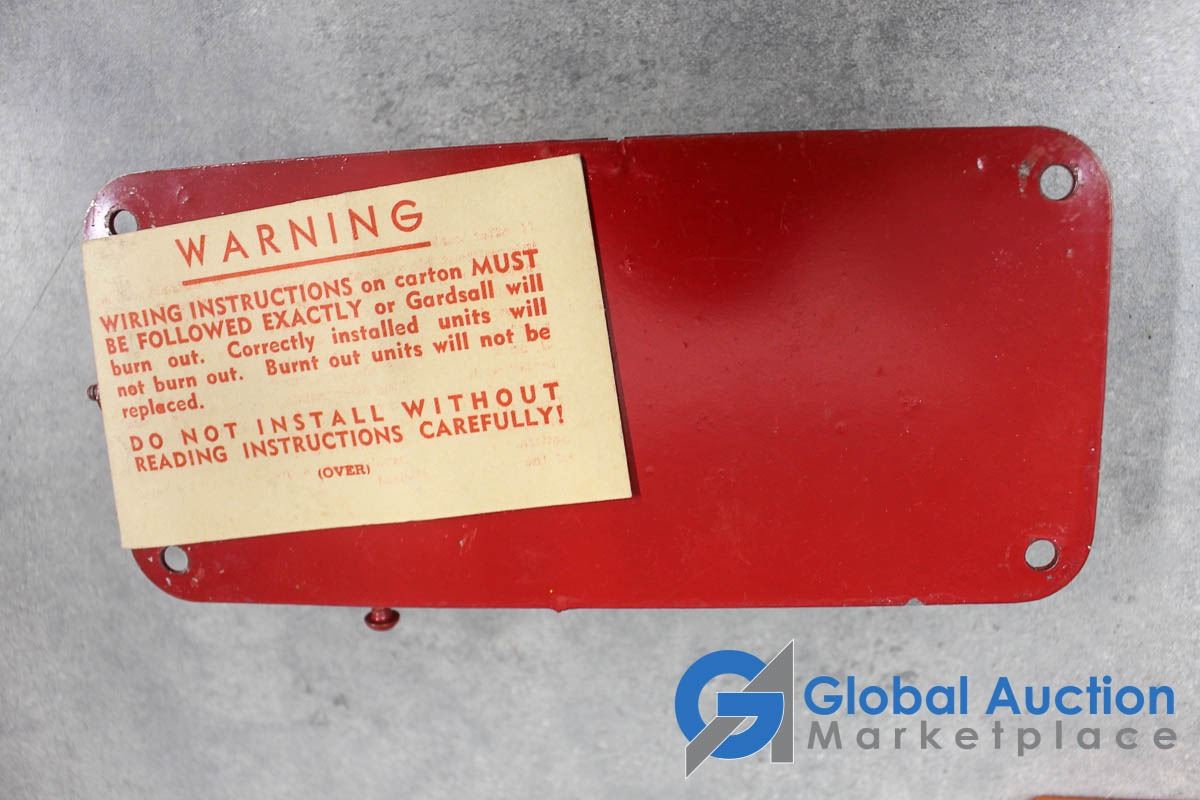 WARNING
WIRING INSTRUCTIONS on carton MUST
BE FOLLOWED EXACTLY or Gardsall will
burn out. Correctly installed units will
not burn out. Burnt out units will not be
replaced.
DO NOT INSTALL WITHOUT
READING INSTRUCTIONS CAREFULLY!
(OVER)
Global Auction
Marketplace